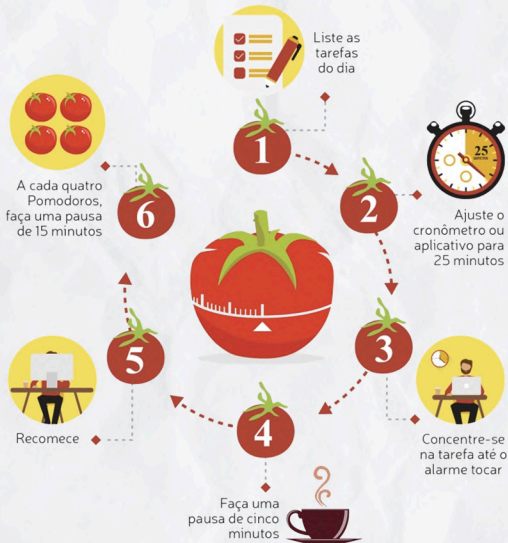 Liste as
tarefas
do dia
1
2
25
Ajuste o
cronômetro ou
aplicativo para
25 minutos
3
Concentre-se
na tarefa até o
alarme tocar
4
Faça uma
pausa de cinco
minutos
5
Recomece
6
A cada quatro
Pomodoros,
faça uma pausa
de 15 minutos